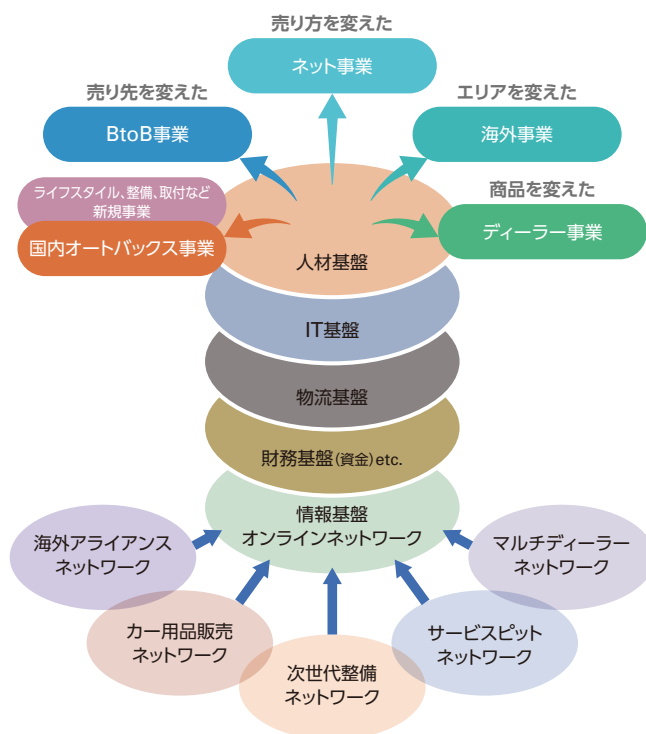 売り方を変えた
ネット事業
売り先を変えた
BtoB事業
エリアを変えた
海外事業
ライフスタイル、整備、取付など
新規事業
国内オートバックス事業
商品を変えた
ディーラー事業
人材基盤
IT基盤
物流基盤
財務基盤(資金)etc.
情報基盤
オンラインネットワーク
海外アライアンス
ネットワーク
マルチディーラー
ネットワーク
カー用品販売
ネットワーク
サービスピット
ネットワーク
次世代整備
ネットワーク